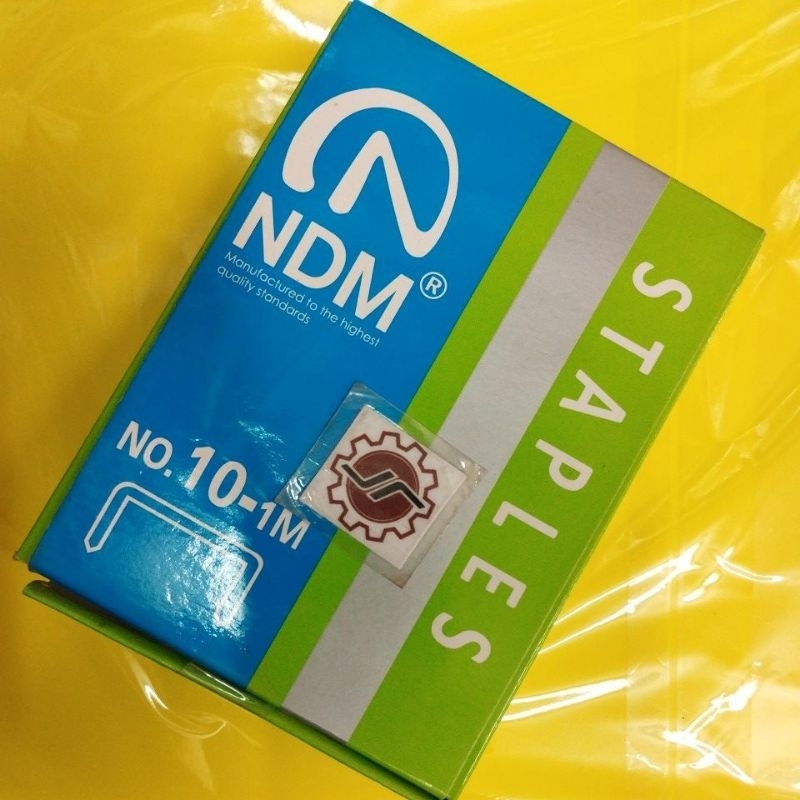 NDM®
Manufactured to the highest
quality standards
NO. 10-1M
STAPLES